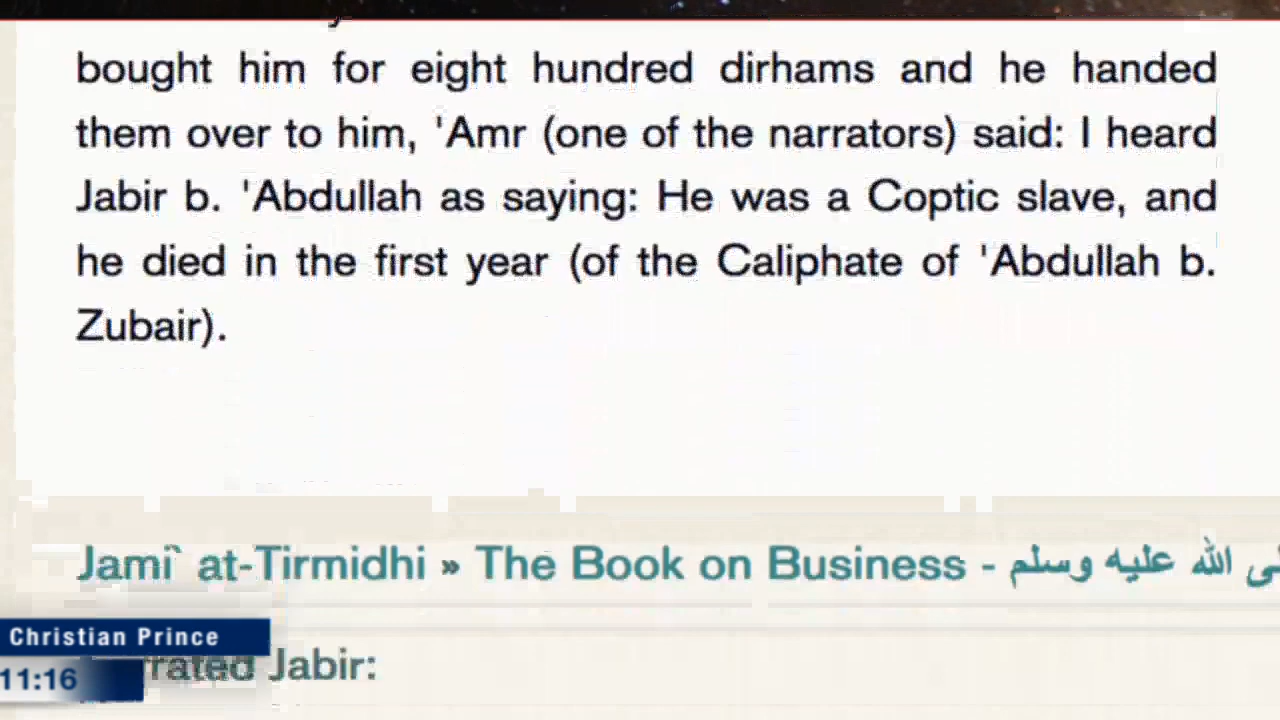 bought him for eight hundred dirhams and he handed
them over to him, 'Amr (one of the narrators) said: I heard
Jabir b. 'Abdullah as saying: He was a Coptic slave, and
he died in the first year (of the Caliphate of 'Abdullah b.
Zubair).
Jami` at-Tirmidhi » The Book on Business - الله عليه وسلم
Christian Prince
Jabir:
11:16